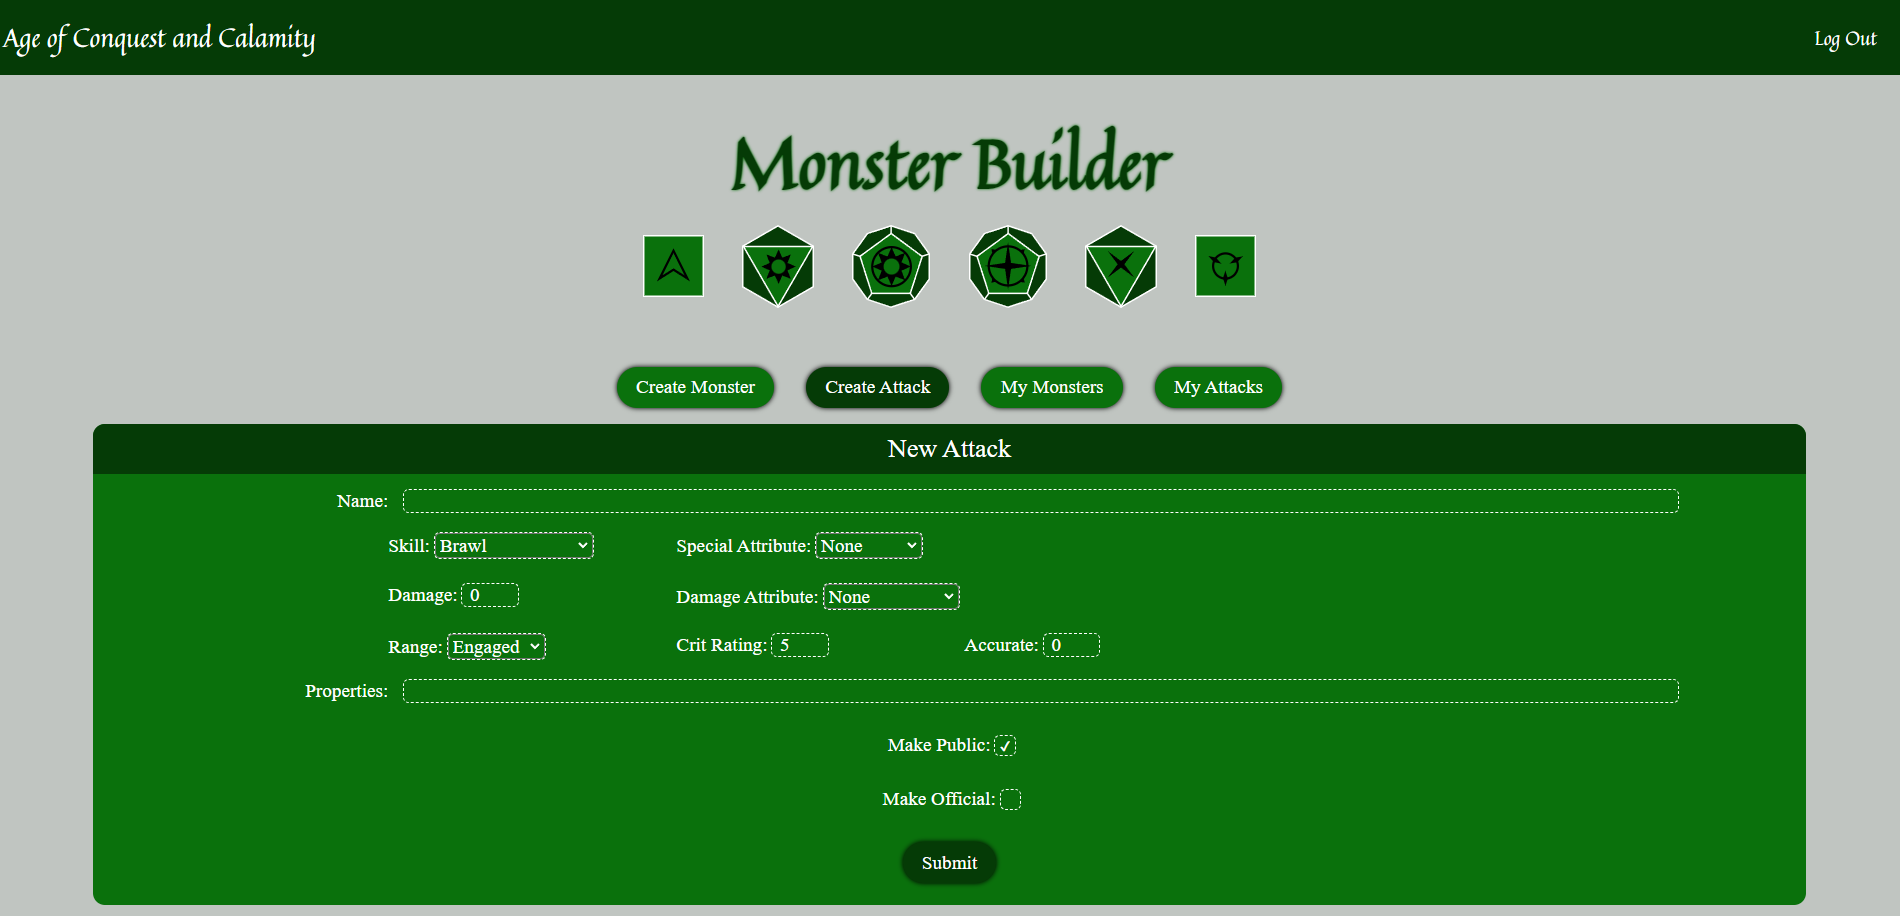 Age of Conquest and Calamity
Log Out
Monster Builder
Create Monster
Create Attack
My Monsters
My Attacks
New Attack
Name:
Skill: Brawl
Special Attribute: None
Damage: 0
Damage Attribute: None
Range: Engaged
Crit Rating: 5
Accurate: 0
Properties:
Make Public:
Make Official:
Submit